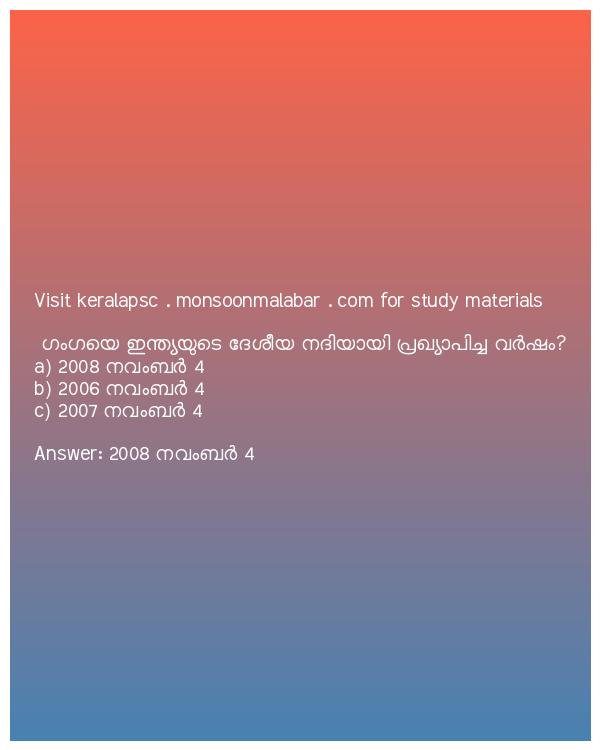 Visit keralapsc . monsoonmalabar . com for study materials
ഗംഗയെ ഇന്ത്യയുടെ ദേശീയ നദിയായി പ്രഖ്യാപിച്ച വർഷം?
a) 2008 നവംബർ 4
b) 2006 നവംബർ 4
c) 2007 നവംബർ 4
Answer: 2008 നവംബർ 4